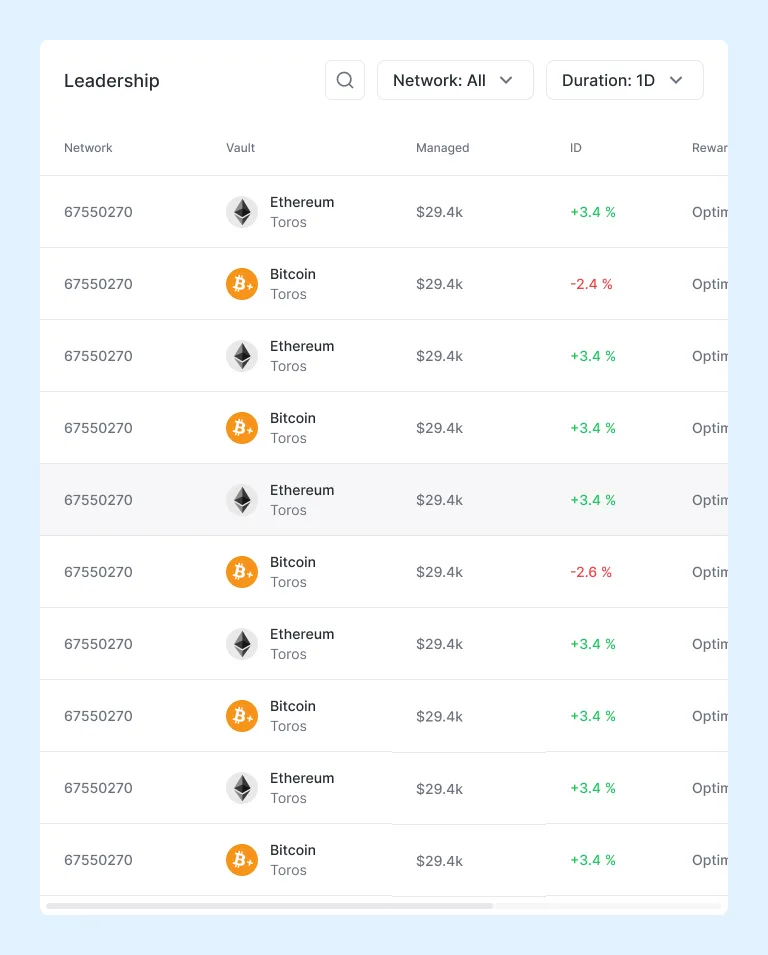 Leadership Network: All Duration: 1D
Network Vault Managed ID Rewar
67550270 Ethereum Toros $29.4k +3.4 % Optim
67550270 Bitcoin Toros $29.4k -2.4 % Optim
67550270 Ethereum Toros $29.4k +3.4 % Optim
67550270 Bitcoin Toros $29.4k +3.4 % Optim
67550270 Ethereum Toros $29.4k +3.4 % Optim
67550270 Bitcoin Toros $29.4k -2.6 % Optim
67550270 Ethereum Toros $29.4k +3.4 % Optim
67550270 Bitcoin Toros $29.4k +3.4 % Optim
67550270 Ethereum Toros $29.4k +3.4 % Optim
67550270 Bitcoin Toros $29.4k +3.4 % Optim